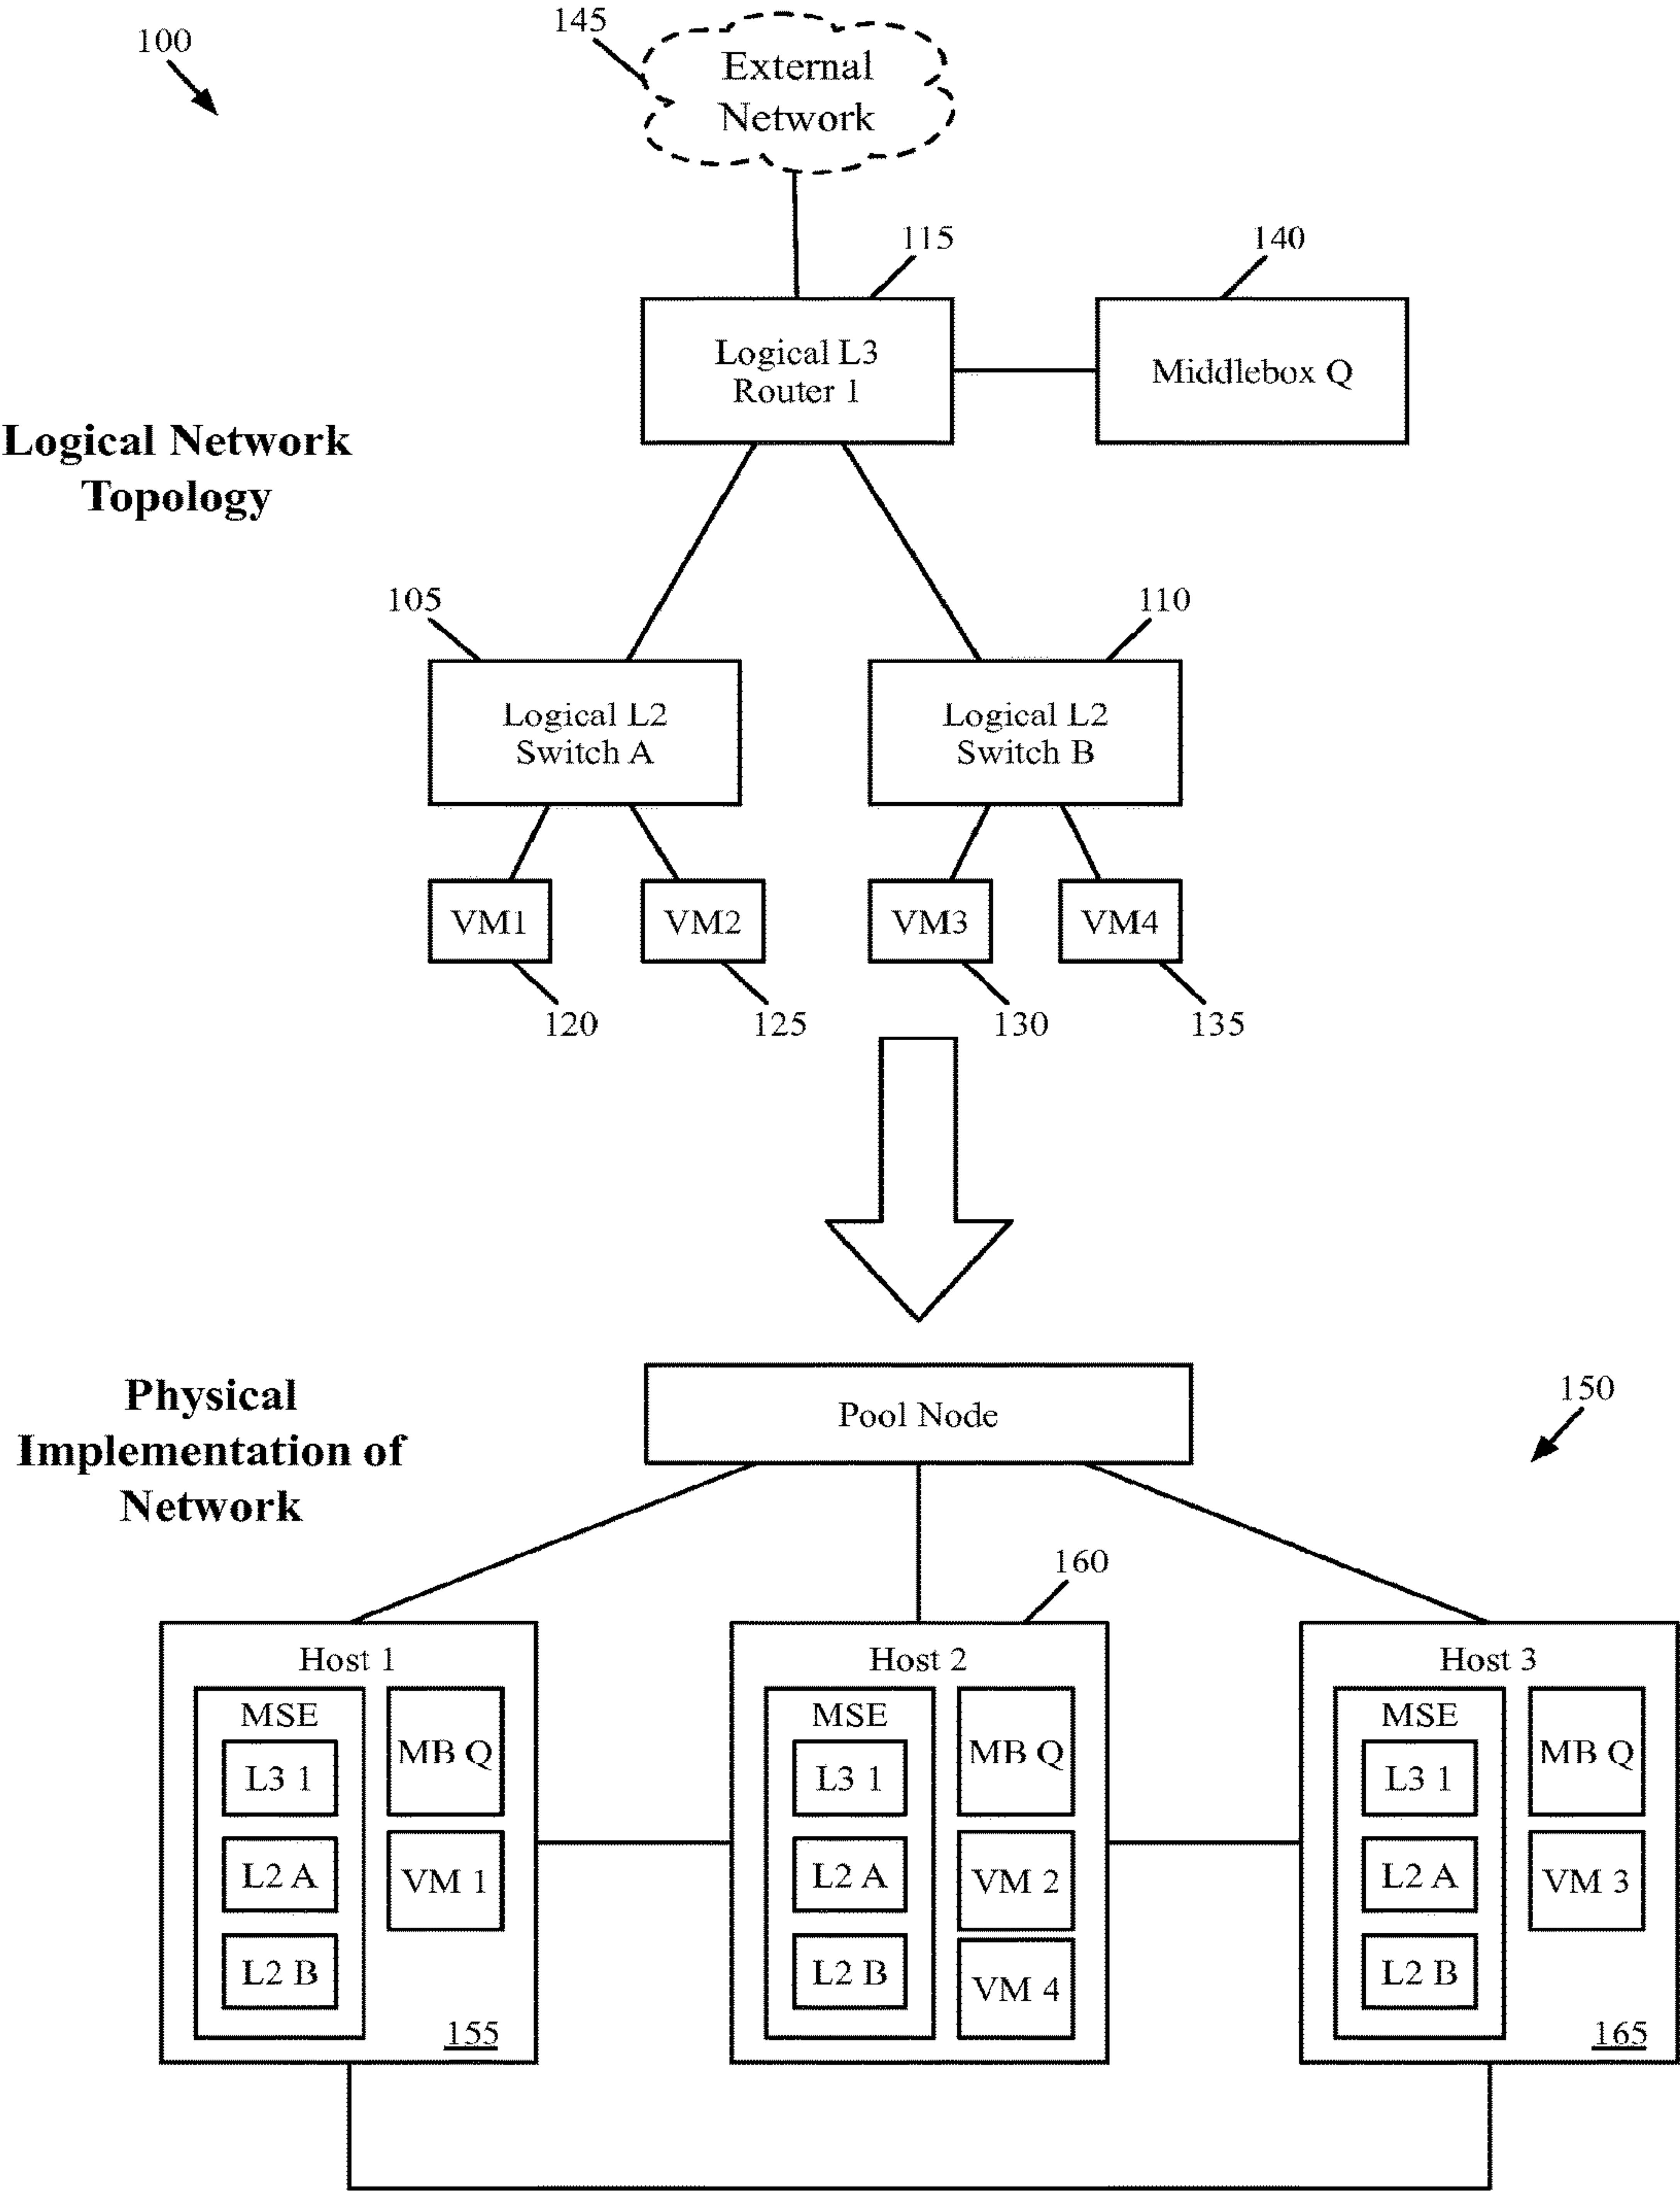 100
145
External
Network
115
140
Logical L3
Router 1
Middlebox Q
Logical Network
Topology
105
110
Logical L2
Switch A
Logical L2
Switch B
VM1
VM2
VM3
VM4
120
125
130
135
Physical
Implementation of
Network
Pool Node
150
160
Host 1
MSE
L3 1
L2 A
L2 B
MB Q
VM 1
155
Host 2
MSE
L3 1
L2 A
L2 B
MB Q
VM 2
VM 4
Host 3
MSE
L3 1
L2 A
L2 B
MB Q
VM 3
165